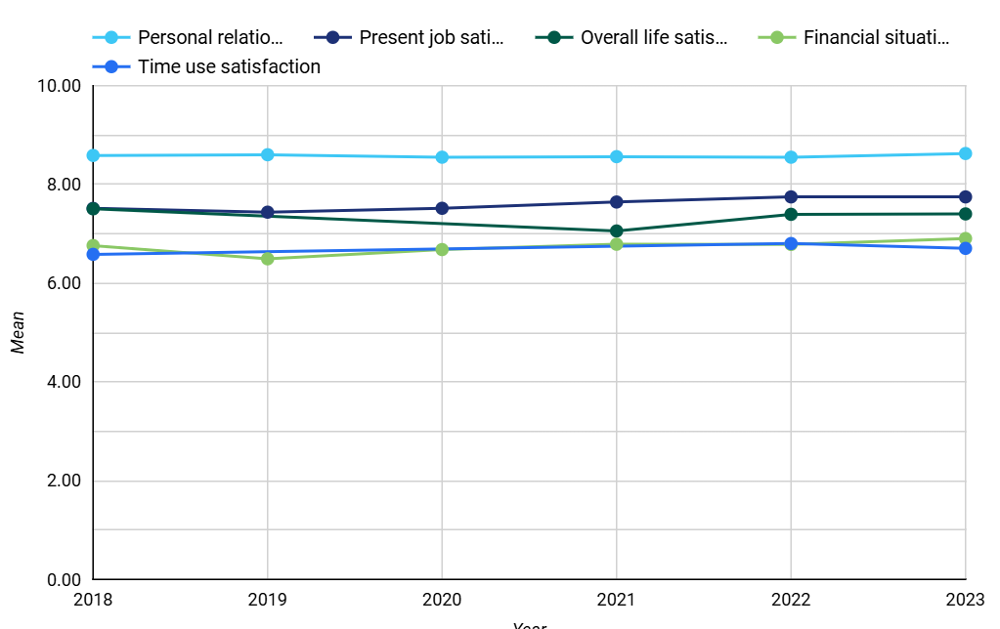 Personal relatio… Present job sati… Overall life satis… Financial situati…
Time use satisfaction
10.00
8.00
6.00
4.00
2.00
0.00
Mean
2018 2019 2020 2021 2022 2023
Year